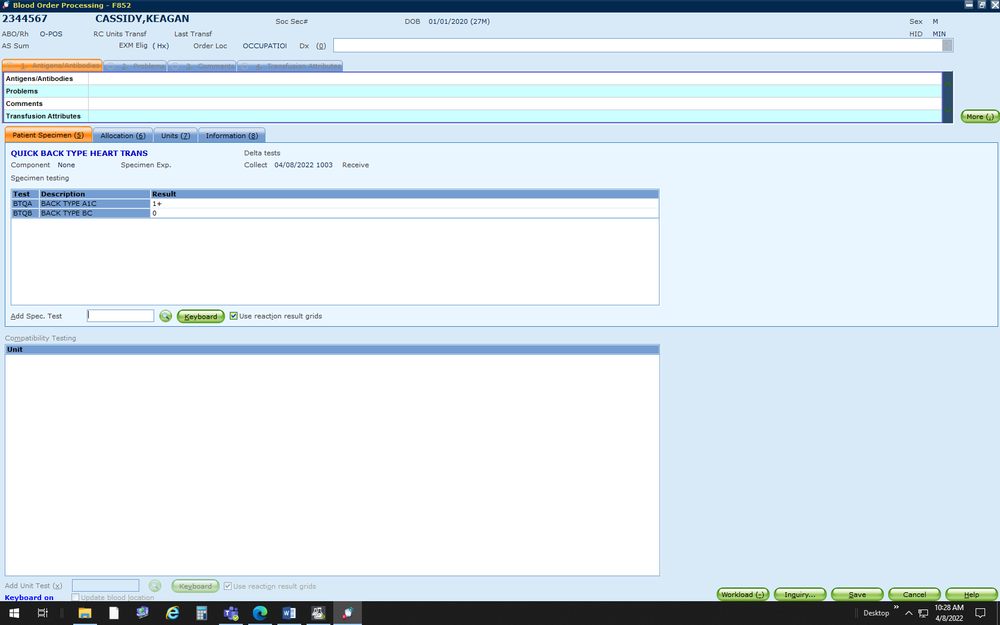 Blood Order Processing - F852
2344567 CASSIDY,KEAGAN Soc Sec# DOB 01/01/2020 (27M) Sex M
ABO/Rh O-POS RC Units Transf Last Transf HID MIN
AS Sum EXM Elig ( Hx) Order Loc OCCUPATIOI Dx (0)
1. Antigens/Antibodies 2. Problems 3. Comments 4. Transfusion Attributes
Antigens/Antibodies
Problems
Comments
Transfusion Attributes
More (.)
Patient Specimen (5) Allocation (6) Units (7) Information (8)
QUICK BACK TYPE HEART TRANS Delta tests
Component None Specimen Exp. Collect 04/08/2022 1003 Receive
Specimen testing
Test Description Result
BTQA BACK TYPE A1C 1+
BTQB BACK TYPE BC 0
Add Spec. Test Keyboard Use reaction result grids
Compatibility Testing
Unit
Add Unit Test (x) Keyboard Use reaction result grids
Keyboard on Update blood location
Workload (-) Inquiry... Save Cancel Help
Desktop 10:28 AM
4/8/2022